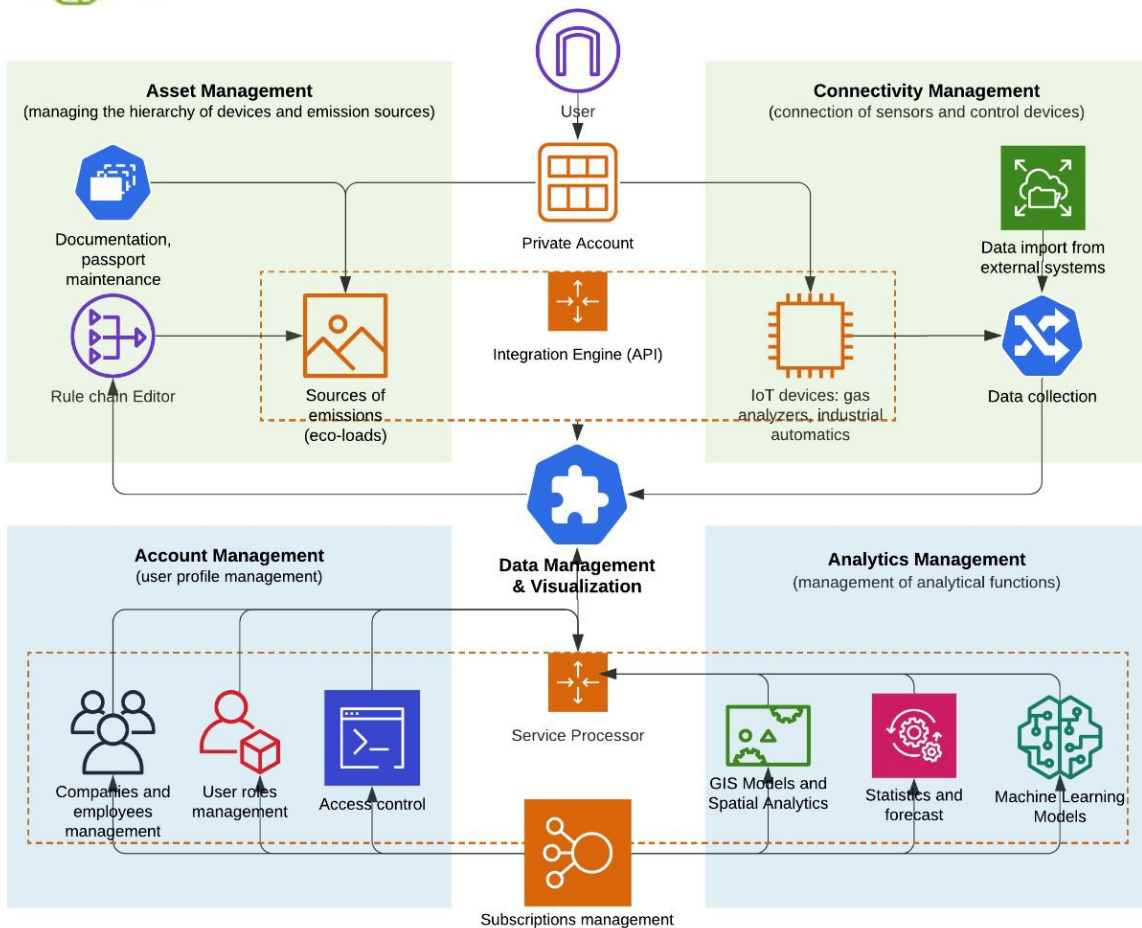 User
Asset Management
(managing the hierarchy of devices and emission sources)
Connectivity Management
(connection of sensors and control devices)
Documentation,
passport
maintenance
Private Account
Data import from
external systems
Rule chain Editor
Sources of
emissions
(eco-loads)
Integration Engine (API)
IoT devices: gas
analyzers, industrial
automatics
Data collection
Data Management
& Visualization
Account Management
(user profile management)
Analytics Management
(management of analytical functions)
Companies and
employees
management
User roles
management
Access control
Service Processor
GIS Models and
Spatial Analytics
Statistics and
forecast
Machine Learning
Models
Subscriptions management